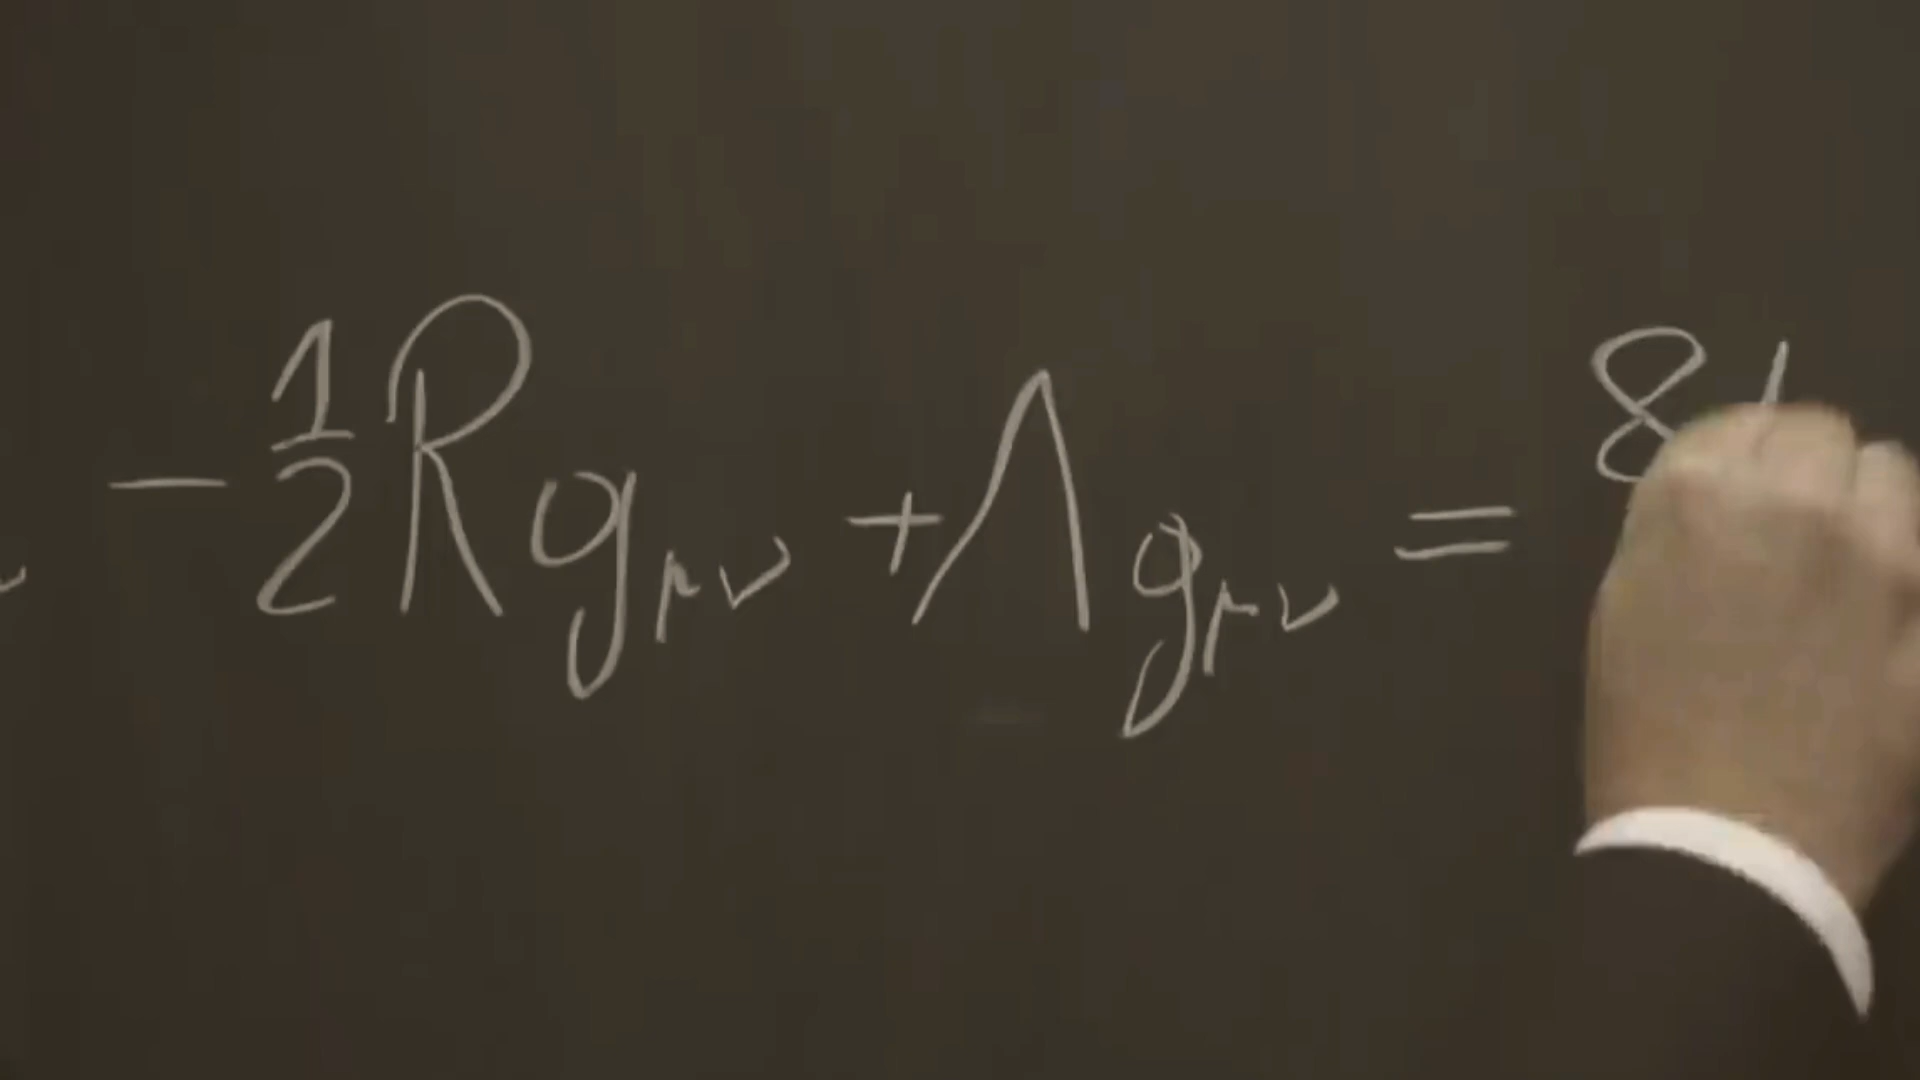 - 1/2 R gμν + Λ gμν = 8